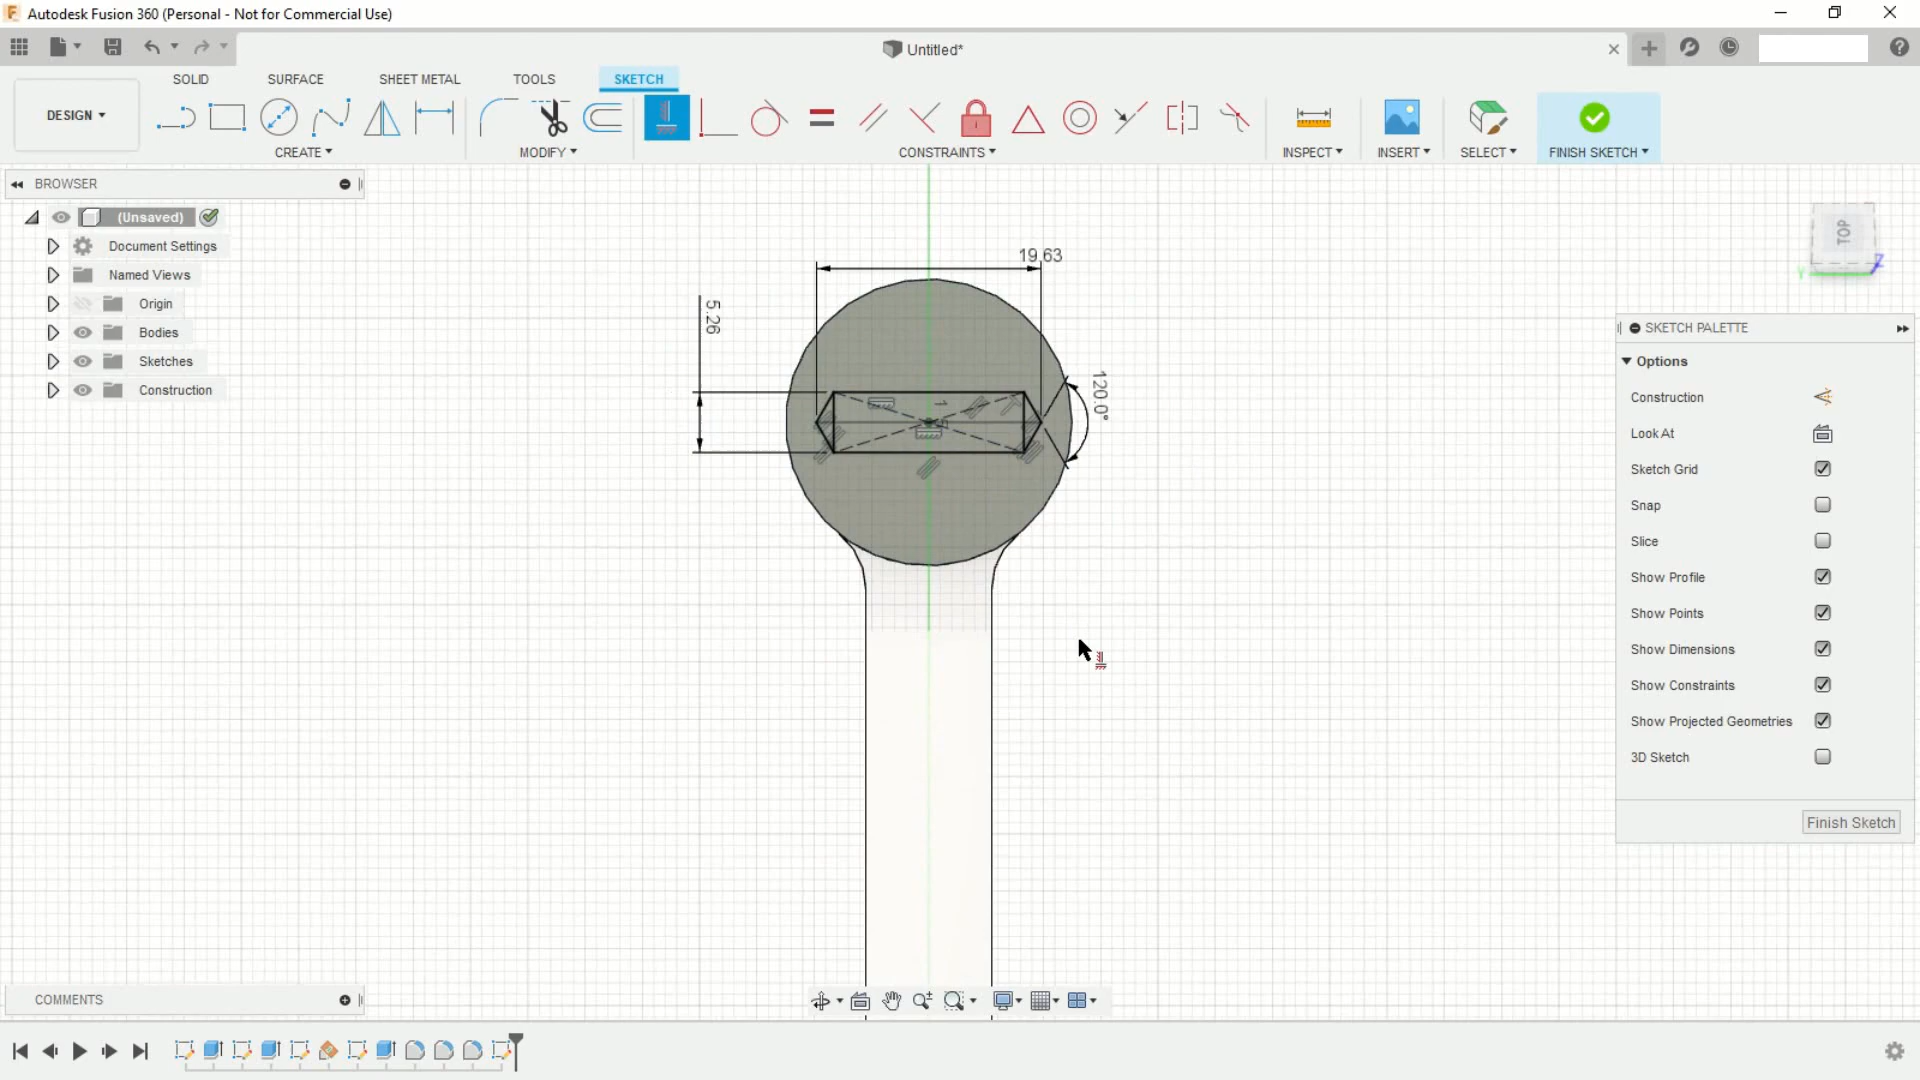 Autodesk Fusion 360 (Personal - Not for Commercial Use)
Untitled*
DESIGN
SOLID
SURFACE
SHEET METAL
TOOLS
SKETCH
CREATE
MODIFY
CONSTRAINTS
INSPECT
INSERT
SELECT
FINISH SKETCH
BROWSER
(Unsaved)
Document Settings
Named Views
Origin
Bodies
Sketches
Construction
19.63
5.26
120.0°
TOP
Y
Z
SKETCH PALETTE
Options
Construction
Look At
Sketch Grid
Snap
Slice
Show Profile
Show Points
Show Dimensions
Show Constraints
Show Projected Geometries
3D Sketch
Finish Sketch
COMMENTS